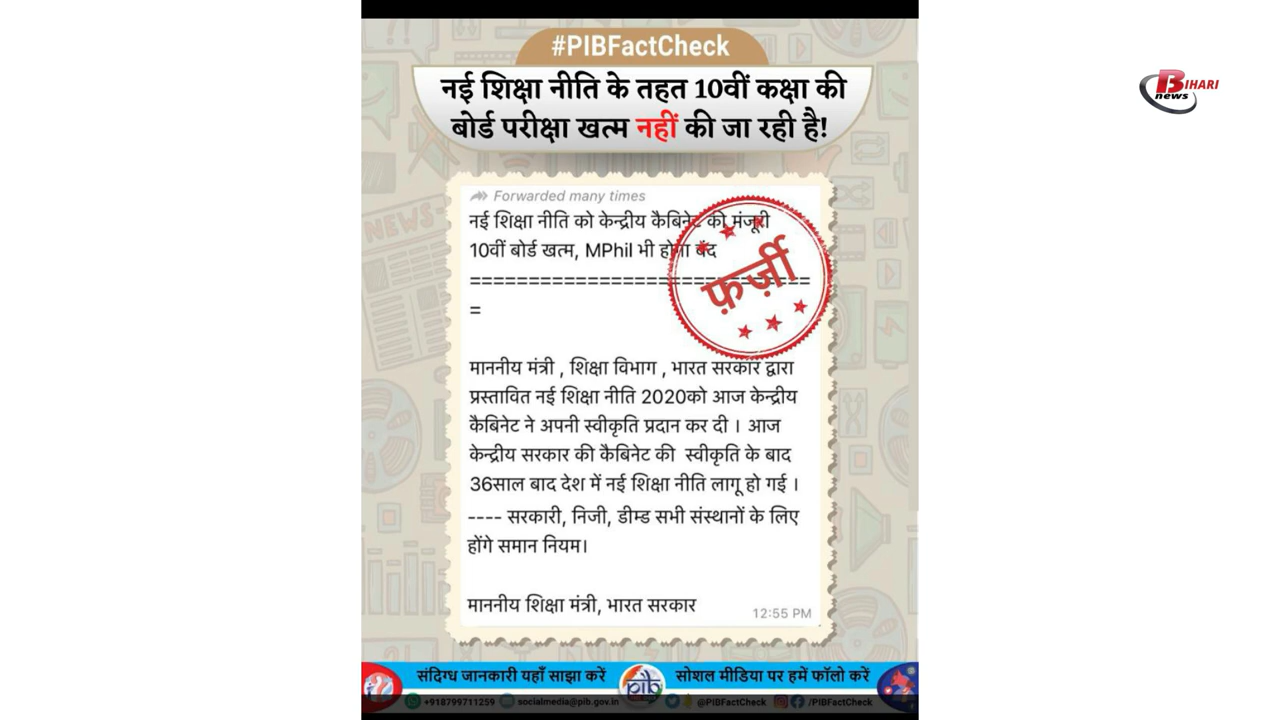 #PIBFactCheck
नई शिक्षा नीति के तहत 10वीं कक्षा की
बोर्ड परीक्षा खत्म नहीं की जा रही है!
BIHARI
news
Forwarded many times
नई शिक्षा नीति को केन्द्रीय कैबिनेट की मंजूरी
10वीं बोर्ड खत्म, MPhil भी होगा बंद
फ़र्ज़ी
=============================
=
माननीय मंत्री , शिक्षा विभाग , भारत सरकार द्वारा
प्रस्तावित नई शिक्षा नीति 2020को आज केन्द्रीय
कैबिनेट ने अपनी स्वीकृति प्रदान कर दी । आज
केन्द्रीय सरकार की कैबिनेट की स्वीकृति के बाद
36साल बाद देश में नई शिक्षा नीति लागू हो गई ।
---- सरकारी, निजी, डीम्ड सभी संस्थानों के लिए
होंगे समान नियम।
माननीय शिक्षा मंत्री, भारत सरकार
12:55 PM
NEWS
संदिग्ध जानकारी यहाँ साझा करें
pib
सोशल मीडिया पर हमें फॉलो करें
+918799711259 socialmedia@pib.gov.in @PIBFactCheck /PIBFactCheck